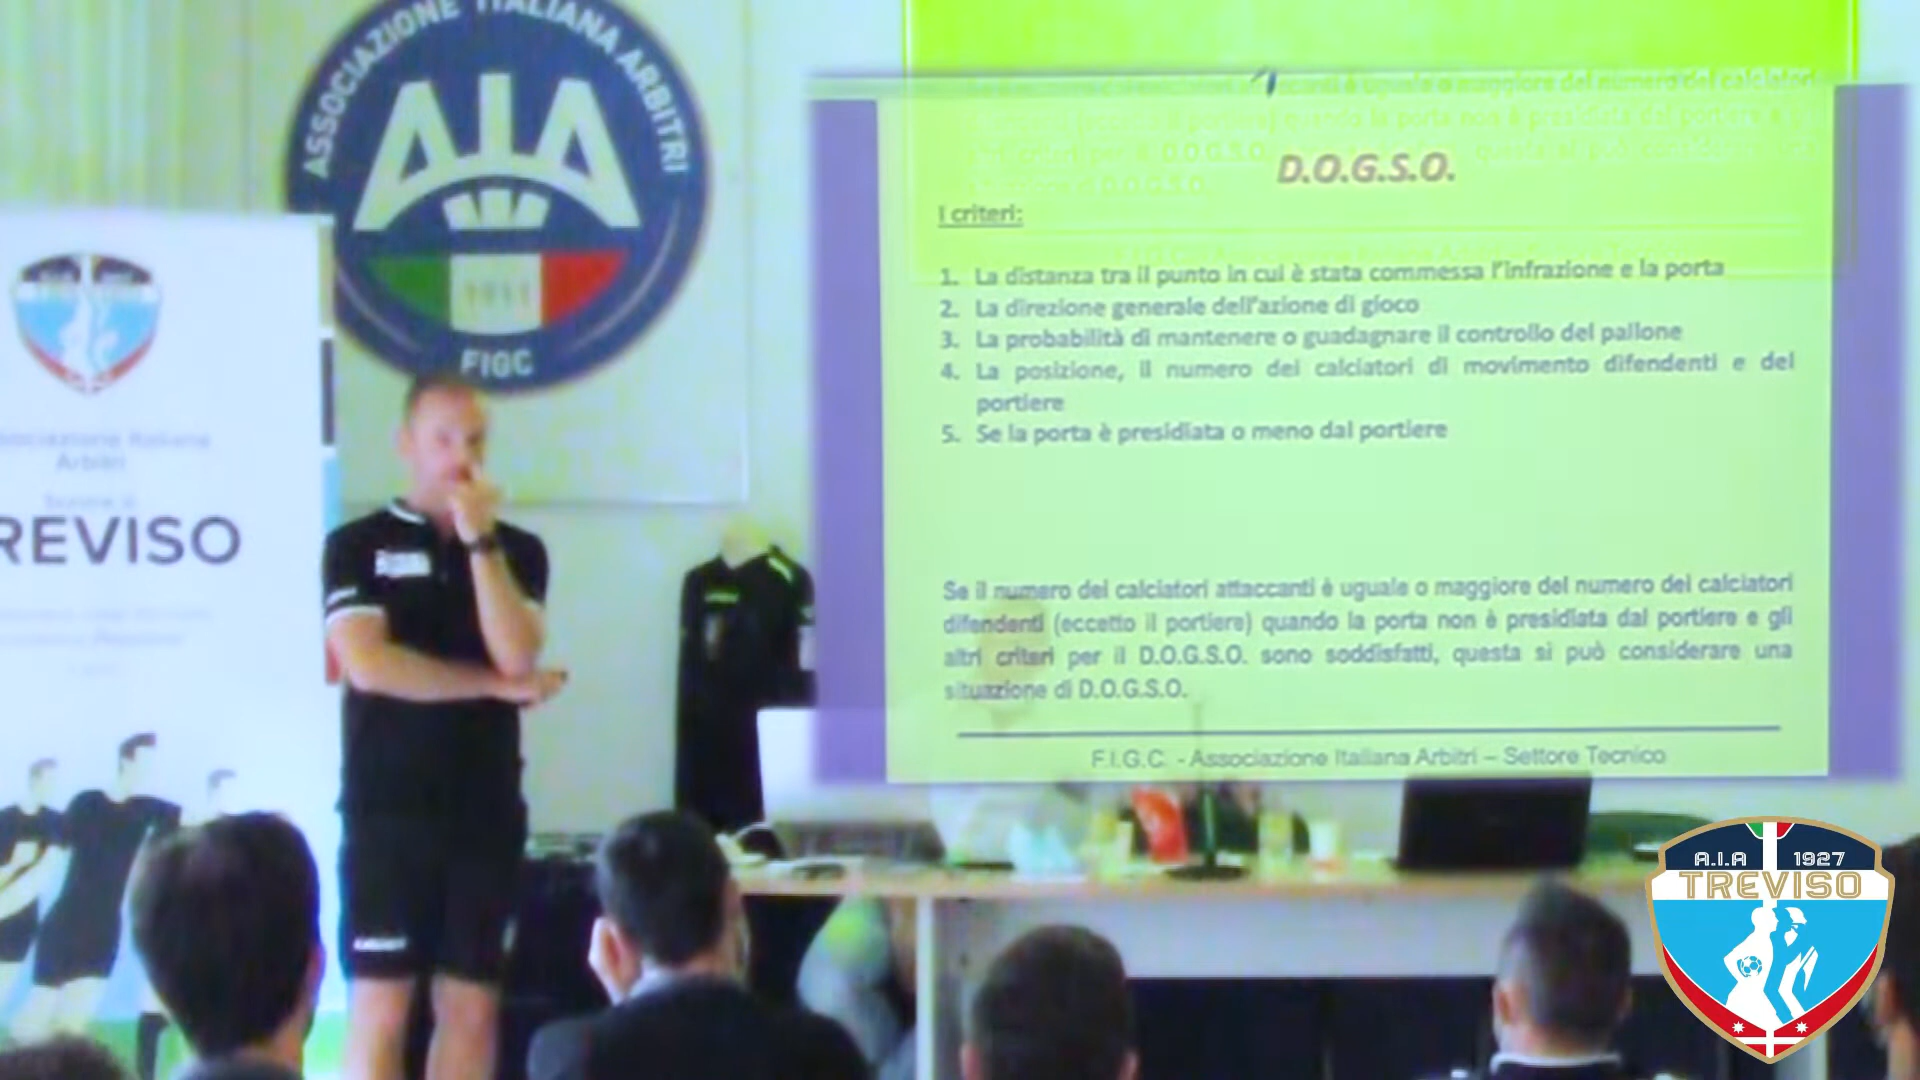 ASSOCIAZIONE ITALIANA ARBITRI
AIA
1911
FIGC
Associazione Italiana
Arbitri
REVISO
D.O.G.S.O.
I criteri:
1. La distanza tra il punto in cui è stata commessa l'infrazione e la porta
2. La direzione generale dell'azione di gioco
3. La probabilità di mantenere o guadagnare il controllo del pallone
4. La posizione, il numero dei calciatori di movimento difendenti e del
portiere
5. Se la porta è presidiata o meno dal portiere
Se il numero dei calciatori attaccanti è uguale o maggiore del numero dei calciatori
difendenti (eccetto il portiere) quando la porta non è presidiata dal portiere e gli
altri criteri per il D.O.G.S.O. sono soddisfatti, questa si può considerare una
situazione di D.O.G.S.O.
F.I.G.C. - Associazione Italiana Arbitri – Settore Tecnico
A.I.A 1927
TREVISO